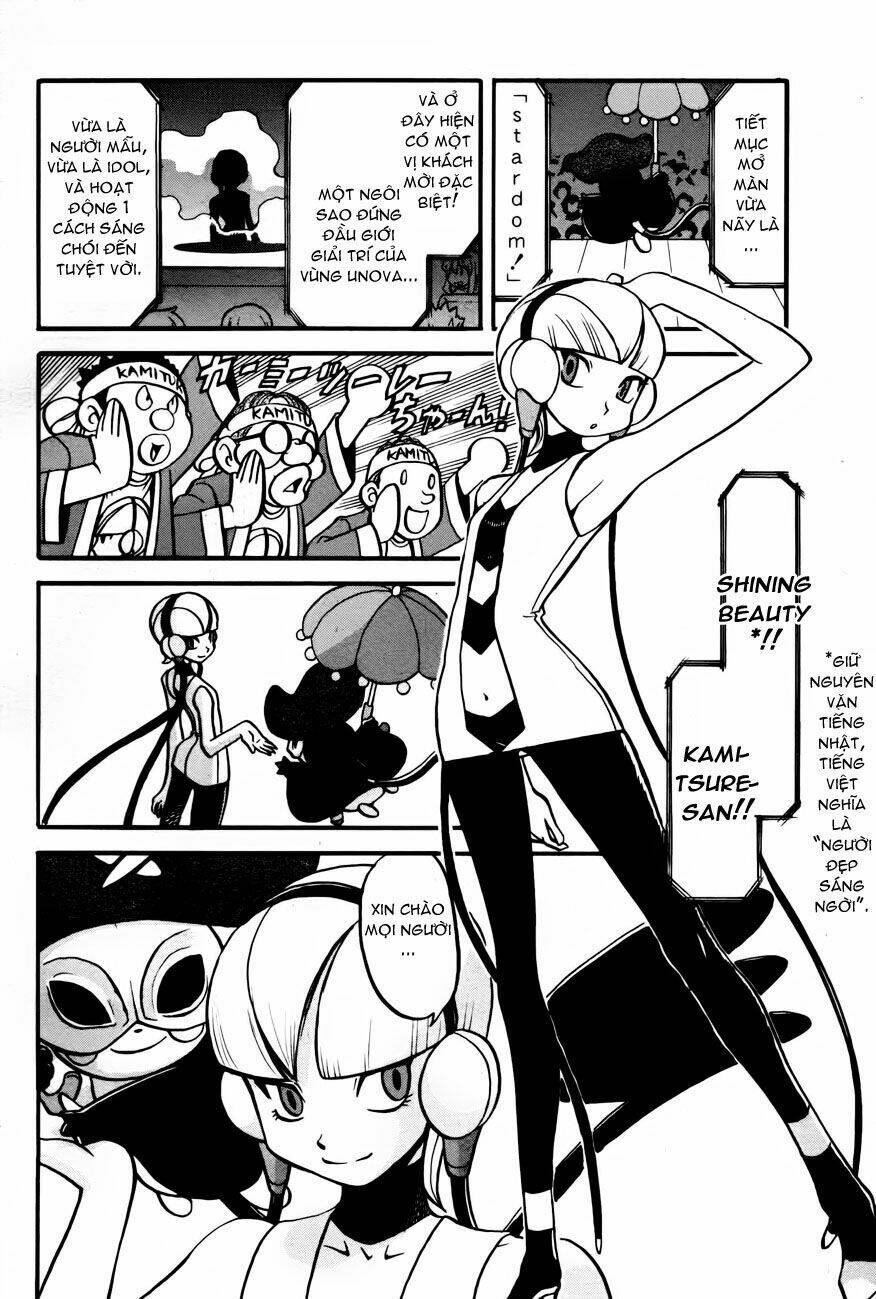 TIẾT
MỤC
MỞ
MÀN
VỪA
NÃY LÀ
...
「stardom!」
VÀ Ở
ĐÂY HIỆN
CÓ MỘT
VỊ KHÁCH
MỜI ĐẶC
BIỆT!
MỘT NGÔI
SAO ĐỨNG
ĐẦU GIỚI
GIẢI TRÍ CỦA
VÙNG UNOVA...
VỪA LÀ
NGƯỜI MẪU,
VỪA LÀ IDOL,
VÀ HOẠT
ĐỘNG 1
CÁCH SÁNG
CHÓI ĐẾN
TUYỆT VỜI.
KAMITU
KAMITU
KAMITU
カーミーツーレー
ちゃーん!
SHINING
BEAUTY
*!!
KAMI-
TSURE-
SAN!!
*GIỮ
NGUYÊN
VĂN
TIẾNG
NHẬT,
TIẾNG
VIỆT
NGHĨA
LÀ
“NGƯỜI
ĐẸP
SÁNG
NGỜI”.
XIN CHÀO
MỌI NGƯỜI
...